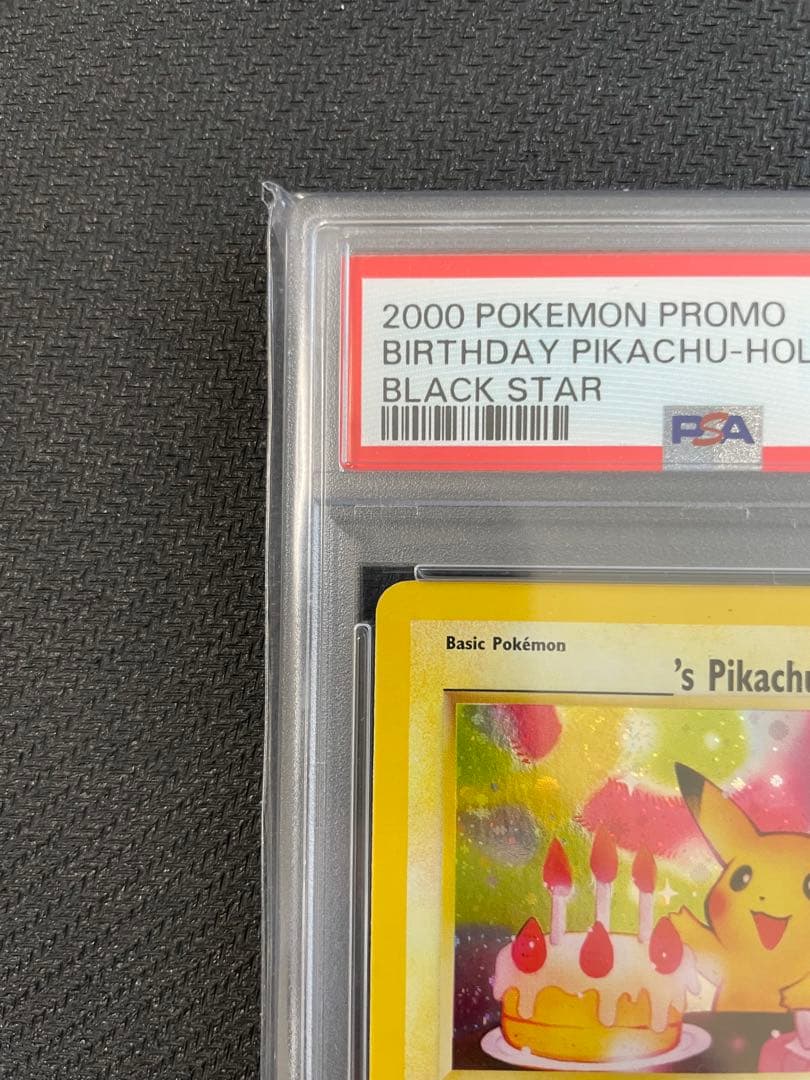 2000 POKEMON PROMO
BIRTHDAY PIKACHU-HOL
BLACK STAR
PSA
Basic Pokémon
's Pikachu